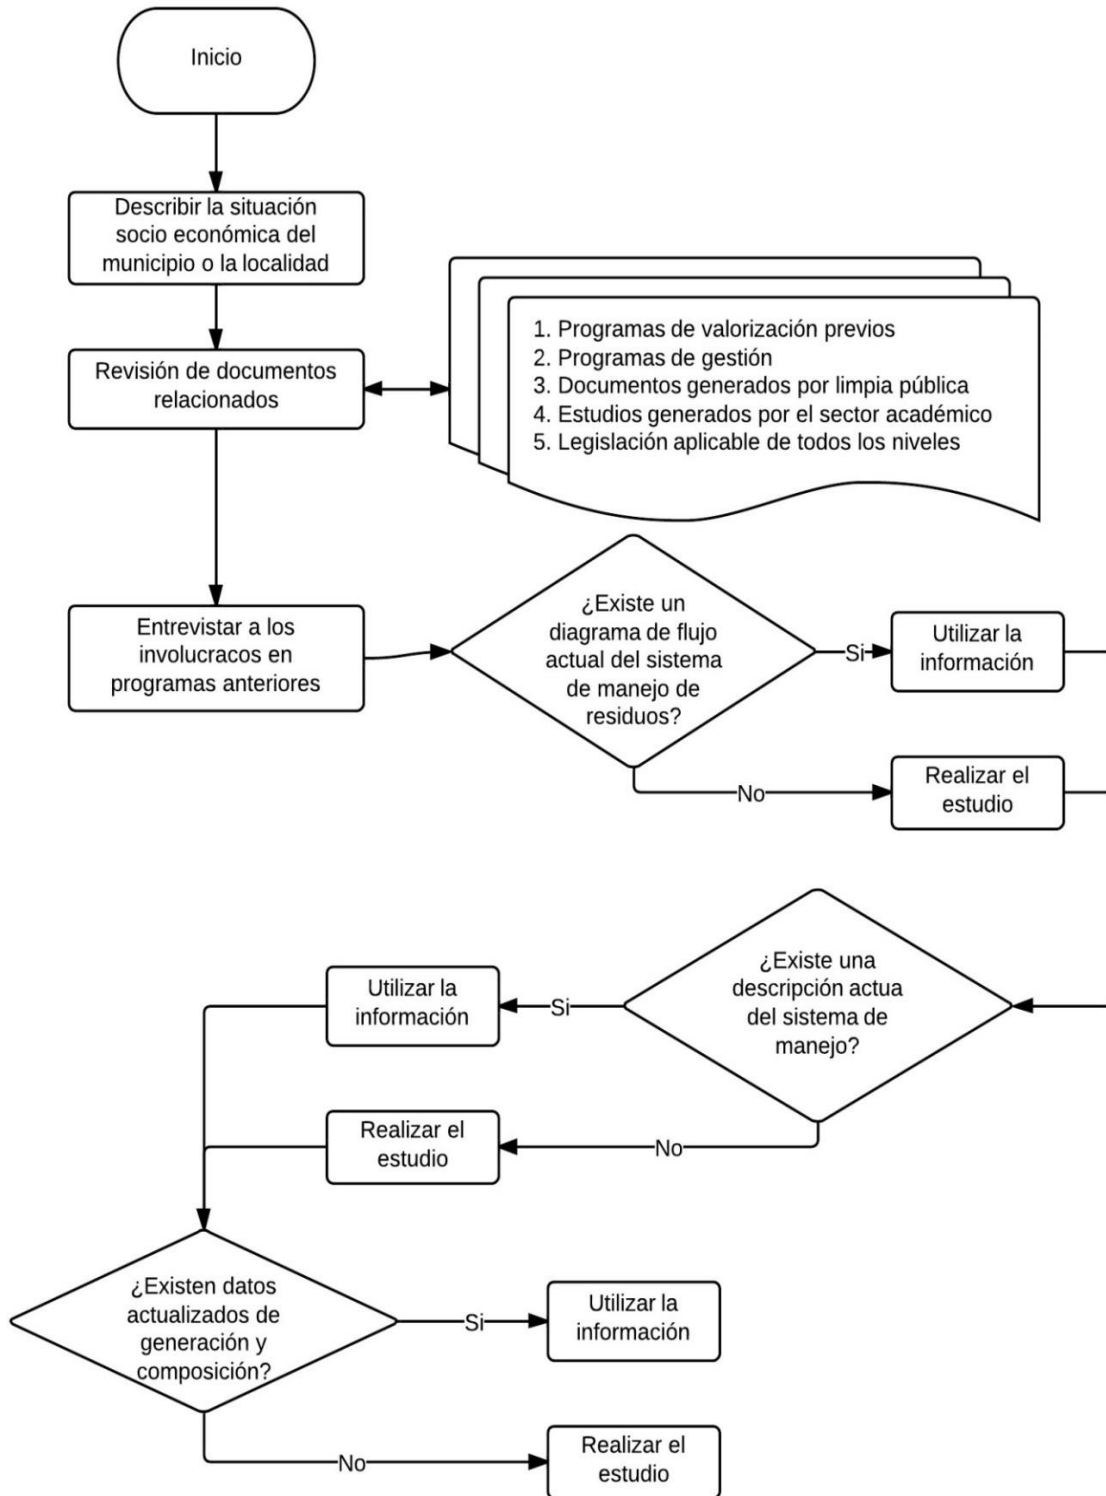 Inicio
Describir la situación
socio económica del
municipio o la localidad
Revisión de documentos
relacionados
1. Programas de valorización previos
2. Programas de gestión
3. Documentos generados por limpia pública
4. Estudios generados por el sector académico
5. Legislación aplicable de todos los niveles
Entrevistar a los
involucracos en
programas anteriores
¿Existe un
diagrama de flujo
actual del sistema
de manejo de
residuos?
Si
Utilizar la
información
No
Realizar el
estudio
¿Existe una
descripción actua
del sistema de
manejo?
Si
Utilizar la
información
No
Realizar el
estudio
¿Existen datos
actualizados de
generación y
composición?
Si
Utilizar la
información
No
Realizar el
estudio